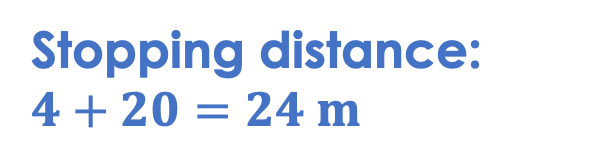 Stopping distance:
4 + 20 = 24 m